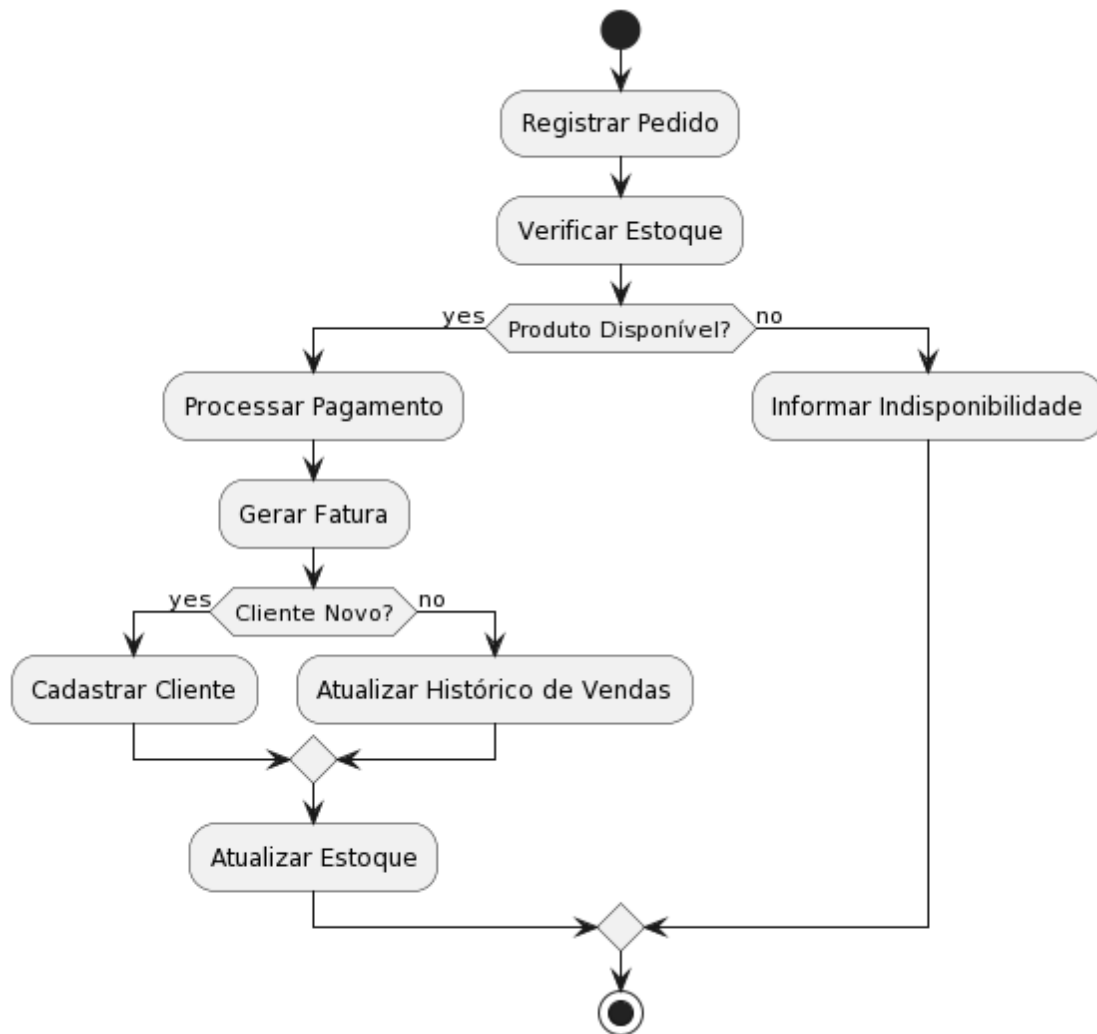 Registrar Pedido
Verificar Estoque
yes
Produto Disponível?
no
Processar Pagamento
Informar Indisponibilidade
Gerar Fatura
yes
Cliente Novo?
no
Cadastrar Cliente
Atualizar Histórico de Vendas
Atualizar Estoque